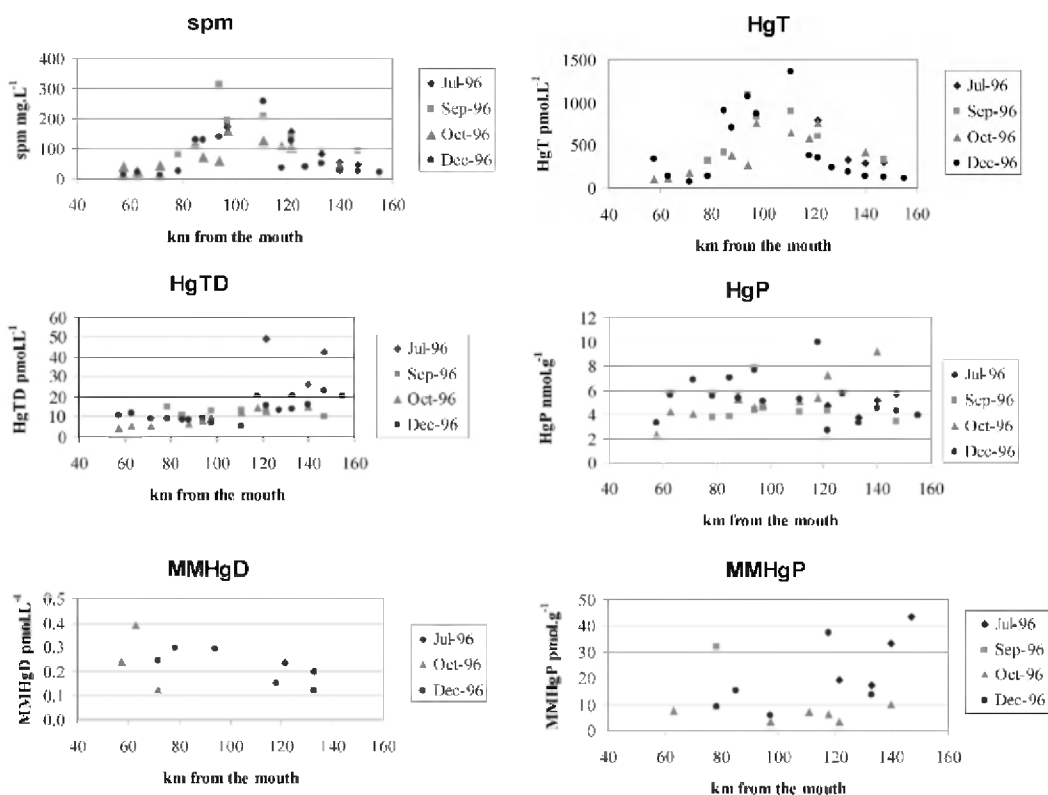 spm
spm mg.L-1
400
300
200
100
0
40 60 80 100 120 140 160
km from the mouth
Jul-96
Sep-96
Oct-96
Dec-96
HgT
HgT pmol.L-1
1500
1000
500
0
40 60 80 100 120 140 160
km from the mouth
Jul-96
Sep-96
Oct-96
Dec-96
HgTD
HgTD pmol.L-1
60
50
40
30
20
10
0
40 60 80 100 120 140 160
km from the mouth
Jul-96
Sep-96
Oct-96
Dec-96
HgP
HgP nmol.g-1
12
10
8
6
4
2
0
40 60 80 100 120 140 160
km from the mouth
Jul-96
Sep-96
Oct-96
Dec-96
MMHgD
MMHgD pmol.L-1
0.5
0.4
0.3
0.2
0.1
0.0
40 60 80 100 120 140 160
km from the mouth
Jul-96
Oct-96
Dec-96
MMHgP
MMHgP pmol.g-1
50
40
30
20
10
0
40 60 80 100 120 140 160
km from the mouth
Jul-96
Sep-96
Oct-96
Dec-96